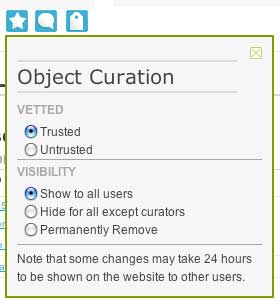 Object Curation
VETTED
Trusted
Untrusted
VISIBILITY
Show to all users
Hide for all except curators
Permanently Remove
Note that some changes may take 24 hours
to be shown on the website to other users.